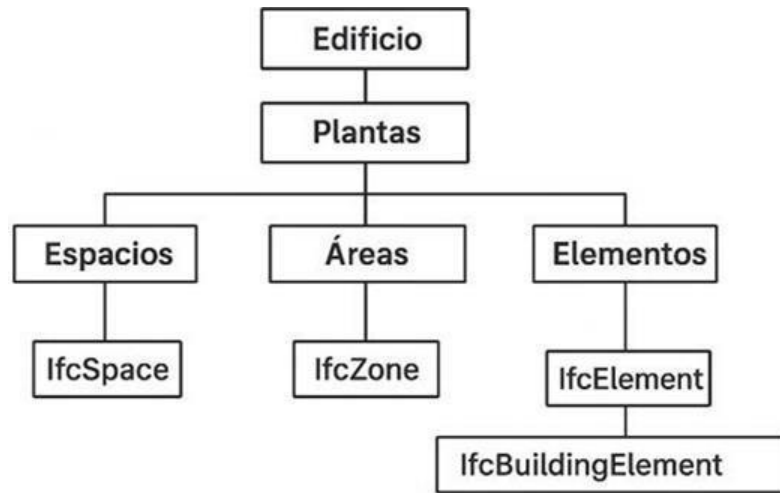 Edificio
Plantas
Espacios
Áreas
Elementos
IfcSpace
IfcZone
IfcElement
IfcBuildingElement